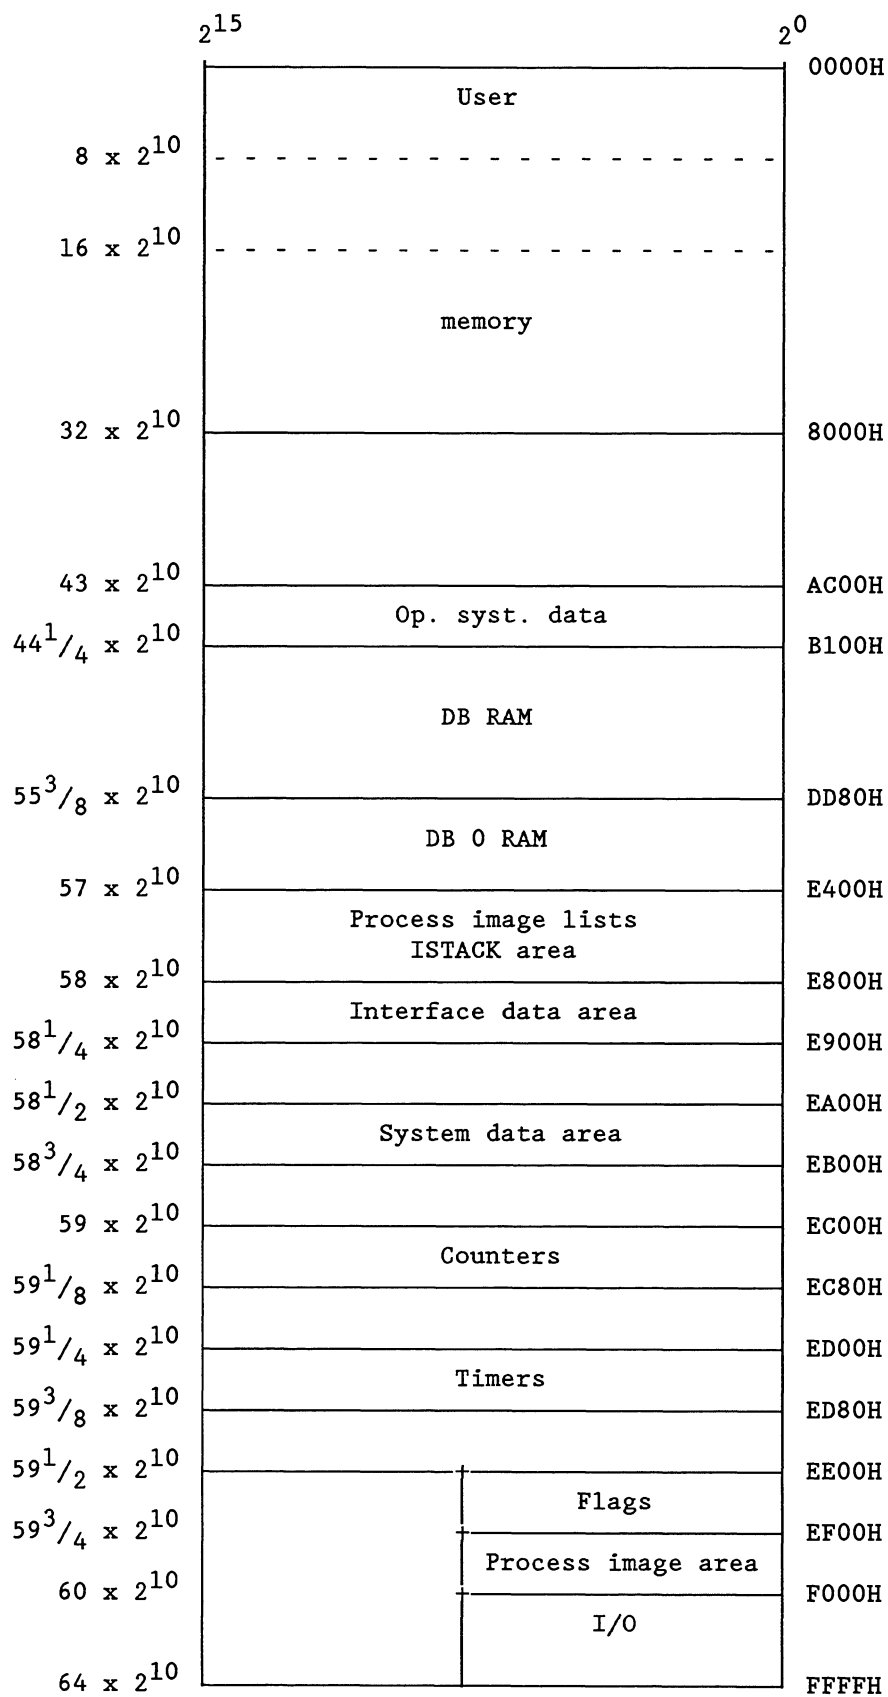 2^15 2^0
0000H
User
8 x 2^10
16 x 2^10
memory
32 x 2^10 8000H
43 x 2^10 AC00H
Op. syst. data
44 1/4 x 2^10 B100H
DB RAM
55 3/8 x 2^10 DD80H
DB 0 RAM
57 x 2^10 E400H
Process image lists
ISTACK area
58 x 2^10 E800H
Interface data area
58 1/4 x 2^10 E900H
58 1/2 x 2^10 EA00H
System data area
58 3/4 x 2^10 EB00H
59 x 2^10 EC00H
Counters
59 1/8 x 2^10 EC80H
59 1/4 x 2^10 ED00H
Timers
59 3/8 x 2^10 ED80H
59 1/2 x 2^10 EE00H
Flags
59 3/4 x 2^10 EF00H
Process image area
60 x 2^10 F000H
I/O
64 x 2^10 FFFFH